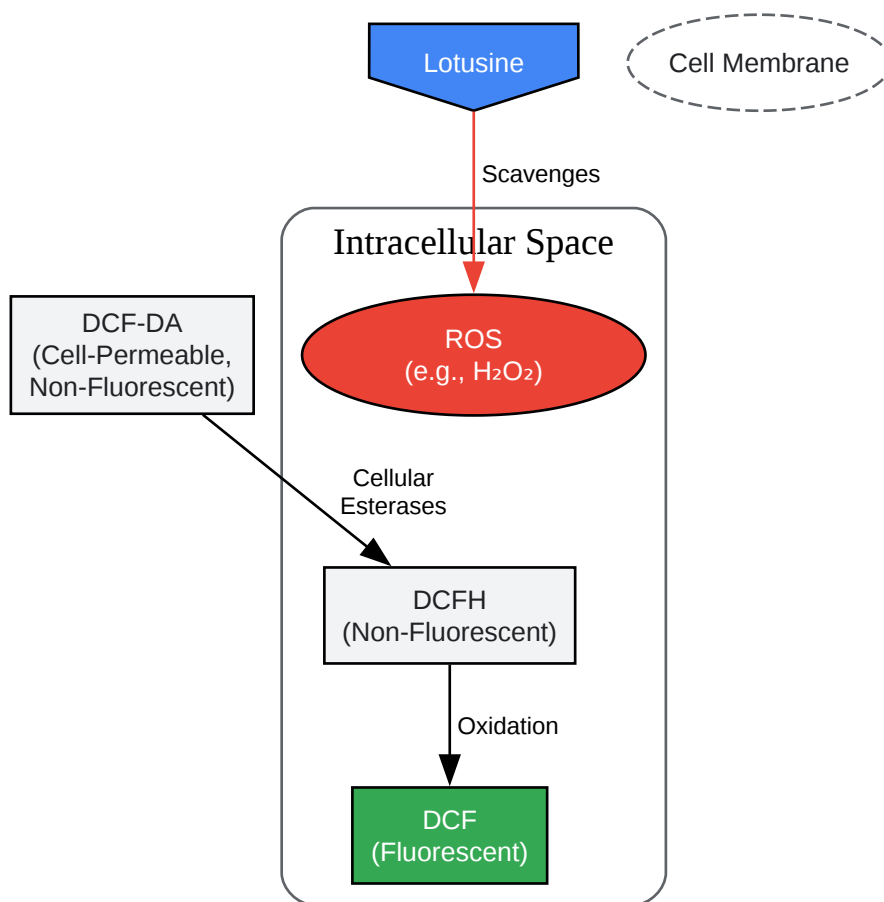 Lotusine
Cell Membrane
Scavenges
Intracellular Space
ROS
(e.g., H₂O₂)
DCF-DA
(Cell-Permeable,
Non-Fluorescent)
Cellular
Esterases
DCFH
(Non-Fluorescent)
Oxidation
DCF
(Fluorescent)